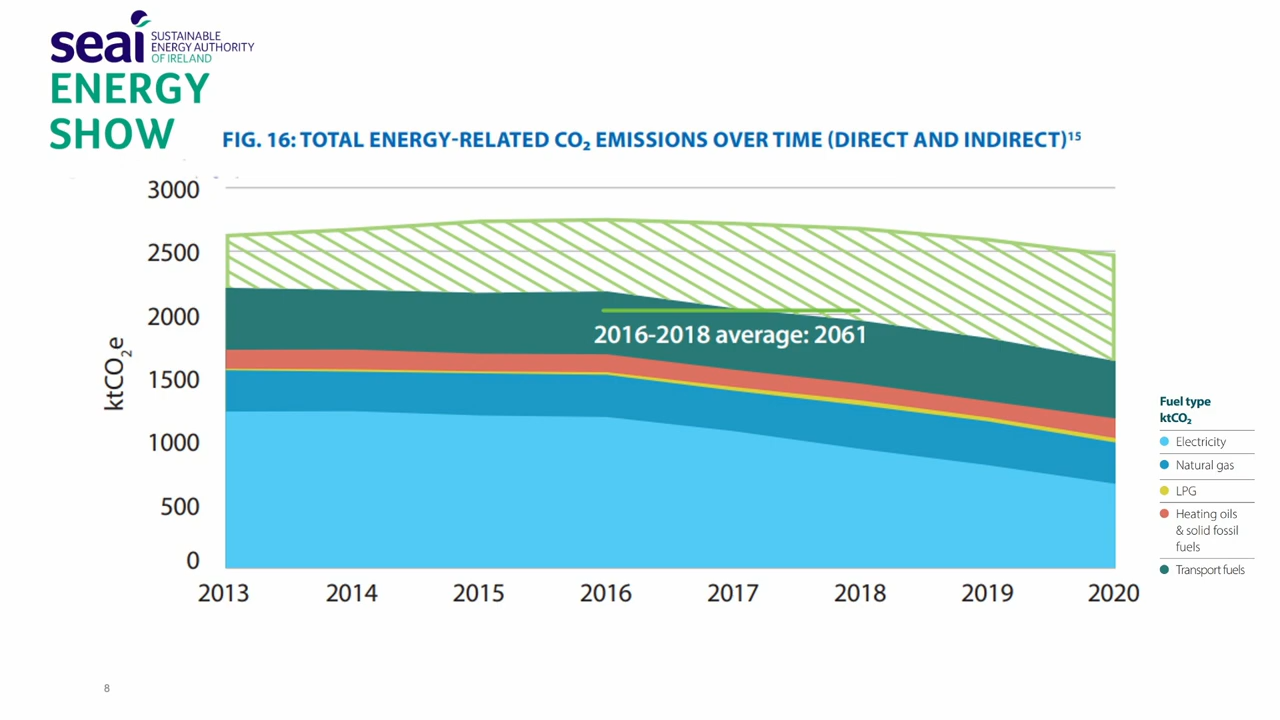 seai
SUSTAINABLE
ENERGY AUTHORITY
OF IRELAND
ENERGY
SHOW
FIG. 16: TOTAL ENERGY-RELATED CO₂ EMISSIONS OVER TIME (DIRECT AND INDIRECT)¹⁵
3000
2500
2000
1500
1000
500
0
ktCO₂e
2016-2018 average: 2061
2013 2014 2015 2016 2017 2018 2019 2020
Fuel type
ktCO₂
Electricity
Natural gas
LPG
Heating oils
& solid fossil
fuels
Transport fuels
8